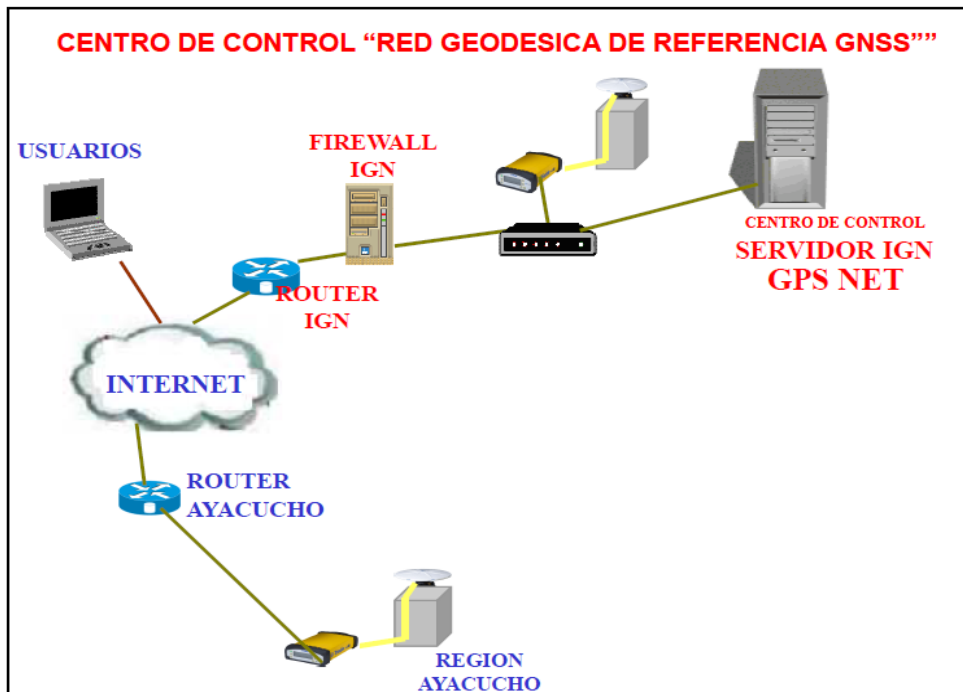 CENTRO DE CONTROL “RED GEODESICA DE REFERENCIA GNSS””
USUARIOS
FIREWALL
IGN
CENTRO DE CONTROL
SERVIDOR IGN
GPS NET
ROUTER
IGN
INTERNET
ROUTER
AYACUCHO
REGION
AYACUCHO